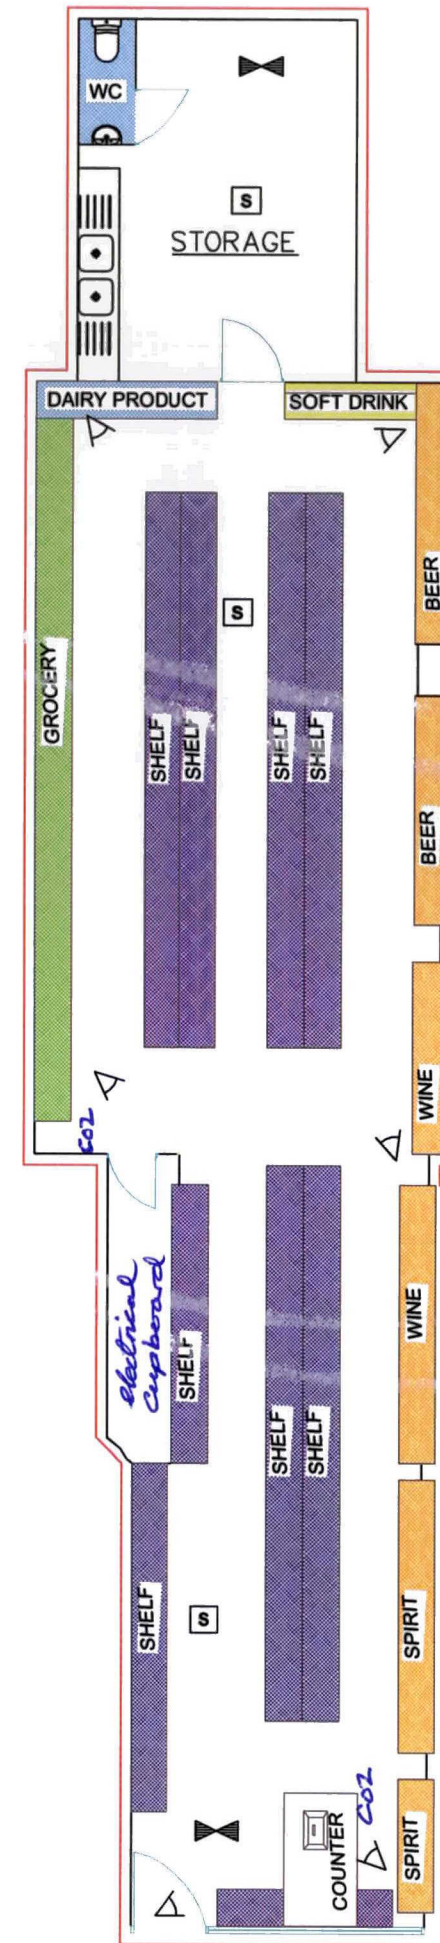 WC
S
STORAGE
DAIRY PRODUCT
SOFT DRINK
BEER
S
GROCERY
SHELF
SHELF
SHELF
SHELF
BEER
WINE
CO2
WINE
electrical
cupboard
SHELF
SHELF
SHELF
SHELF
S
SPIRIT
CO2
COUNTER
SPIRIT